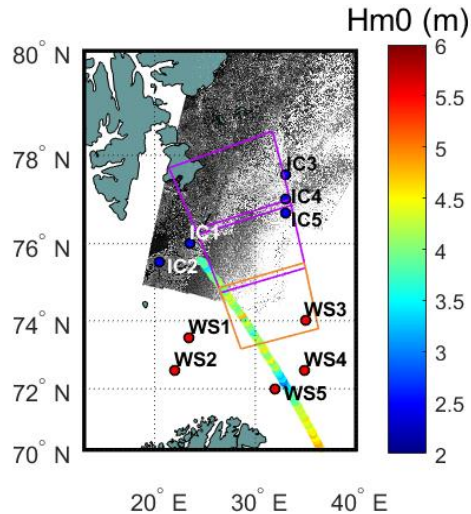 Hm0 (m)
80° N
6
5.5
78° N
IC3
5
IC4
IC1
IC5
4.5
76° N
IC2
4
74° N
WS3
WS1
3.5
WS2
WS4
3
72° N
WS5
2.5
70° N
2
20° E
30° E
40° E